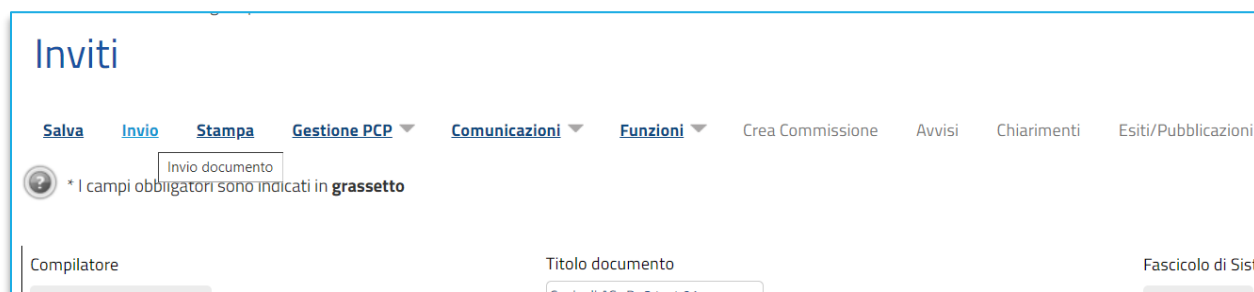 Inviti
Salva Invio Stampa Gestione PCP Comunicazioni Funzioni Crea Commissione Avvisi Chiarimenti Esiti/Pubblicazioni
Invio documento
* I campi obbligatori sono indicati in grassetto
Compilatore Titolo documento Fascicolo di Sist